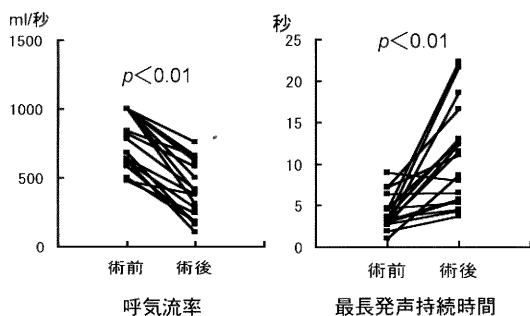 ml/秒
1500
1000
500
0
p＜0.01
術前
術後
呼気流率
秒
25
20
15
10
5
0
p＜0.01
術前
術後
最長発声持続時間